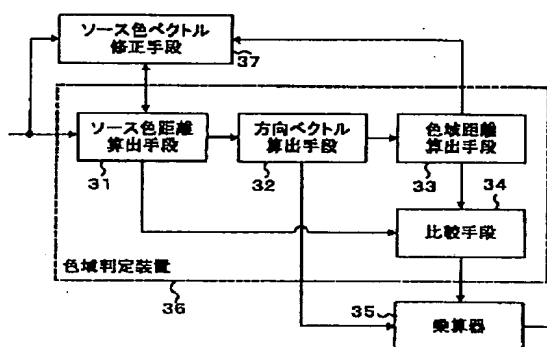 ソース色ベクトル
修正手段
37
ソース色距離
算出手段
31
方向ベクトル
算出手段
32
色域距離
算出手段
33
34
比較手段
色域判定装置
36
35
乗算器